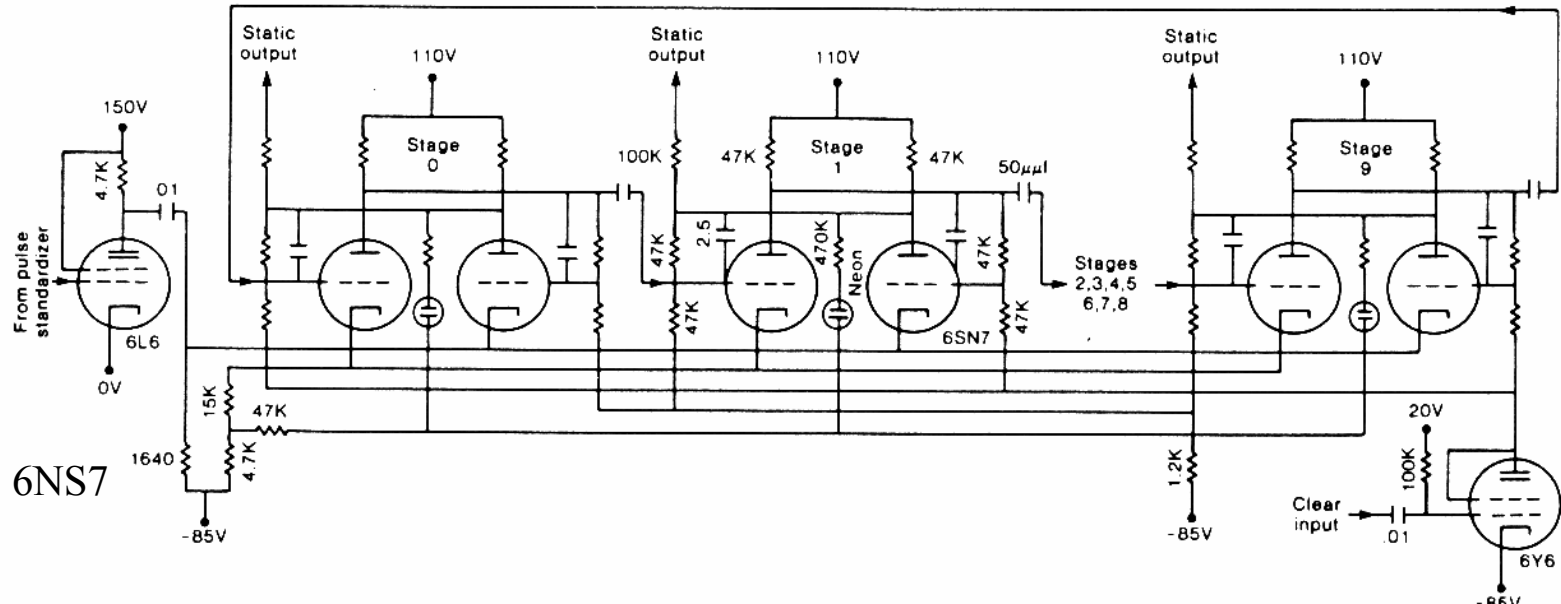 Static
output
Static
output
Static
output
110V
110V
110V
150V
4.7K
.01
Stage
0
100K
47K
Stage
1
47K
50μμf
Stage
9
From pulse
standardizer
47K
2.5
470K
Neon
47K
Stages
2,3,4,5
6,7,8
47K
47K
6L6
6SN7
0V
15K
47K
20V
1640
4.7K
1.2K
100K
6NS7
-85V
-85V
Clear
input
.01
6Y6
-85V